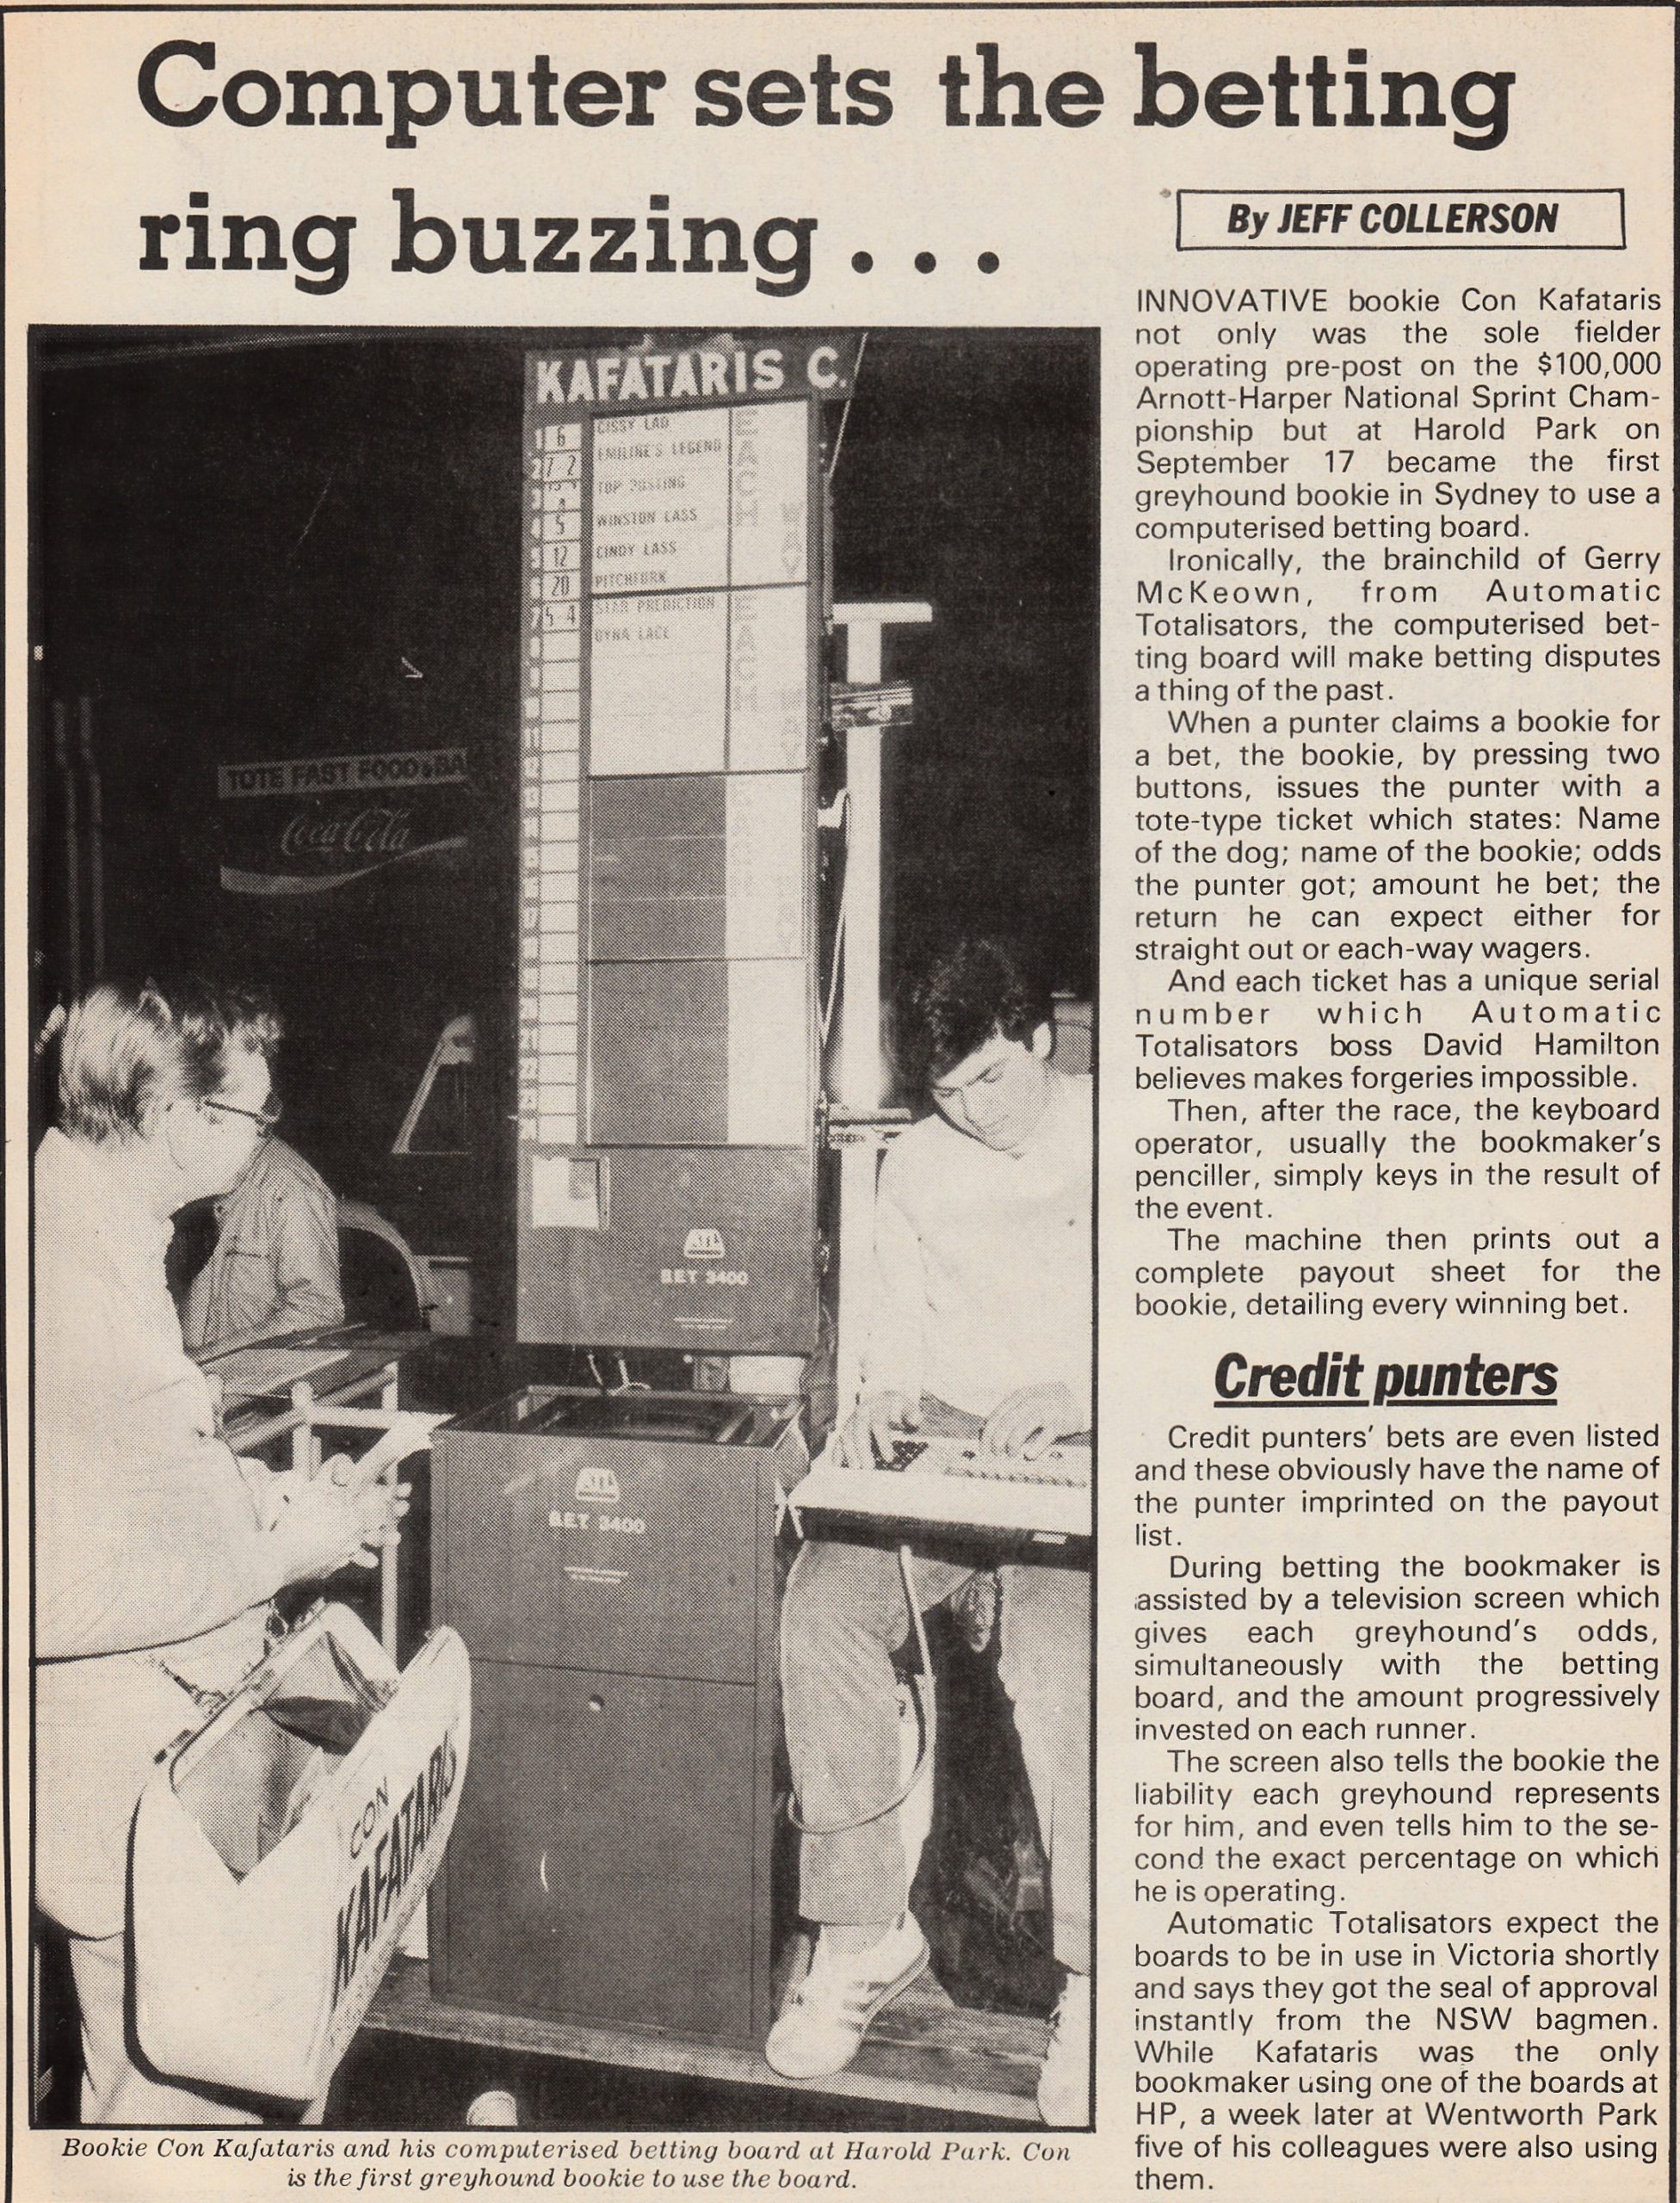 Computer sets the betting
ring buzzing...
By JEFF COLLERSON
KAFATARIS C.
6 CISSY LAD
7 2 EMILINE'S LEGEND
TOP
5 WINSTON LASS
12 CINDY LASS
20 PITCHFORK
5 4 STAR PREDICTION
DYNA LACE
EACH WAY
EACH WAY
TOTE FAST FOOD & BA
Coca-Cola
ATL
BET 3400
ATL
BET 3400
CON
KAFATARIS
Bookie Con Kafataris and his computerised betting board at Harold Park. Con
is the first greyhound bookie to use the board.
INNOVATIVE bookie Con Kafataris
not only was the sole fielder
operating pre-post on the $100,000
Arnott-Harper National Sprint Cham-
pionship but at Harold Park on
September 17 became the first
greyhound bookie in Sydney to use a
computerised betting board.
Ironically, the brainchild of Gerry
McKeown, from Automatic
Totalisators, the computerised bet-
ting board will make betting disputes
a thing of the past.
When a punter claims a bookie for
a bet, the bookie, by pressing two
buttons, issues the punter with a
tote-type ticket which states: Name
of the dog; name of the bookie; odds
the punter got; amount he bet; the
return he can expect either for
straight out or each-way wagers.
And each ticket has a unique serial
number which Automatic
Totalisators boss David Hamilton
believes makes forgeries impossible.
Then, after the race, the keyboard
operator, usually the bookmaker's
penciller, simply keys in the result of
the event.
The machine then prints out a
complete payout sheet for the
bookie, detailing every winning bet.
Credit punters
Credit punters' bets are even listed
and these obviously have the name of
the punter imprinted on the payout
list.
During betting the bookmaker is
assisted by a television screen which
gives each greyhound's odds,
simultaneously with the betting
board, and the amount progressively
invested on each runner.
The screen also tells the bookie the
liability each greyhound represents
for him, and even tells him to the se-
cond the exact percentage on which
he is operating.
Automatic Totalisators expect the
boards to be in use in Victoria shortly
and says they got the seal of approval
instantly from the NSW bagmen.
While Kafataris was the only
bookmaker using one of the boards at
HP, a week later at Wentworth Park
five of his colleagues were also using
them.